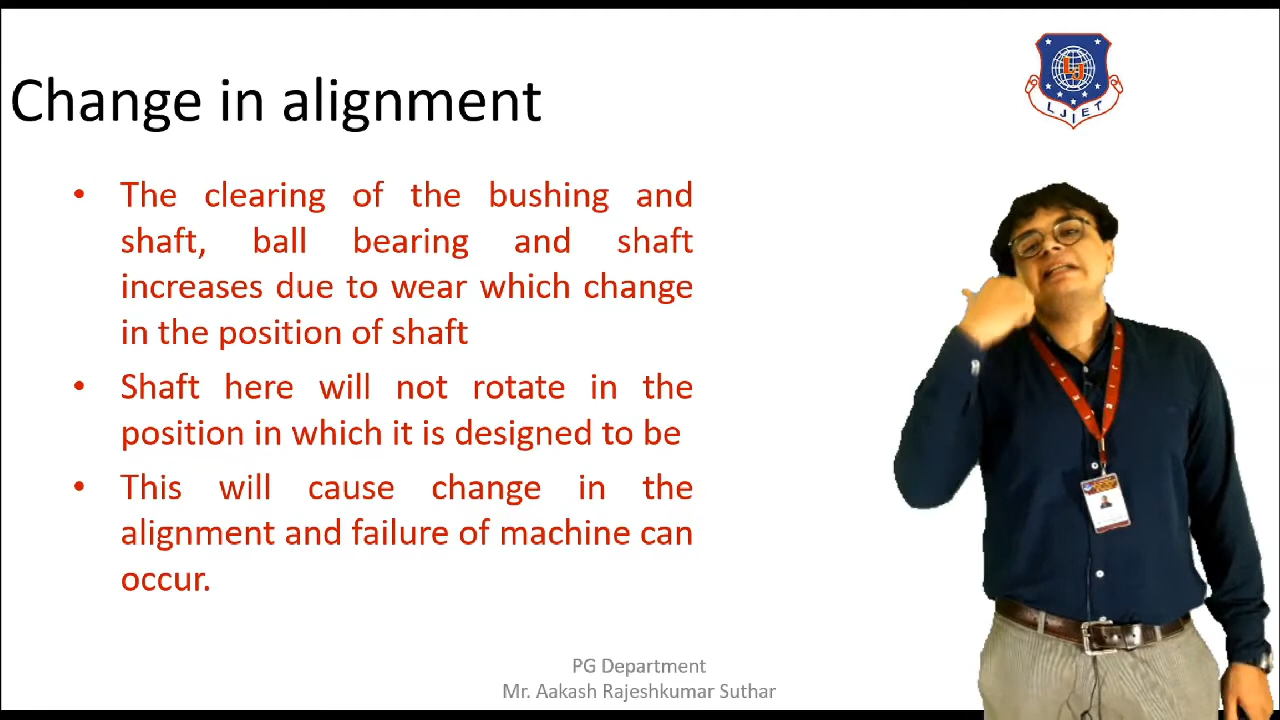 Change in alignment
LJIET
• The clearing of the bushing and
shaft, ball bearing and shaft
increases due to wear which change
in the position of shaft
• Shaft here will not rotate in the
position in which it is designed to be
• This will cause change in the
alignment and failure of machine can
occur.
PG Department
Mr. Aakash Rajeshkumar Suthar